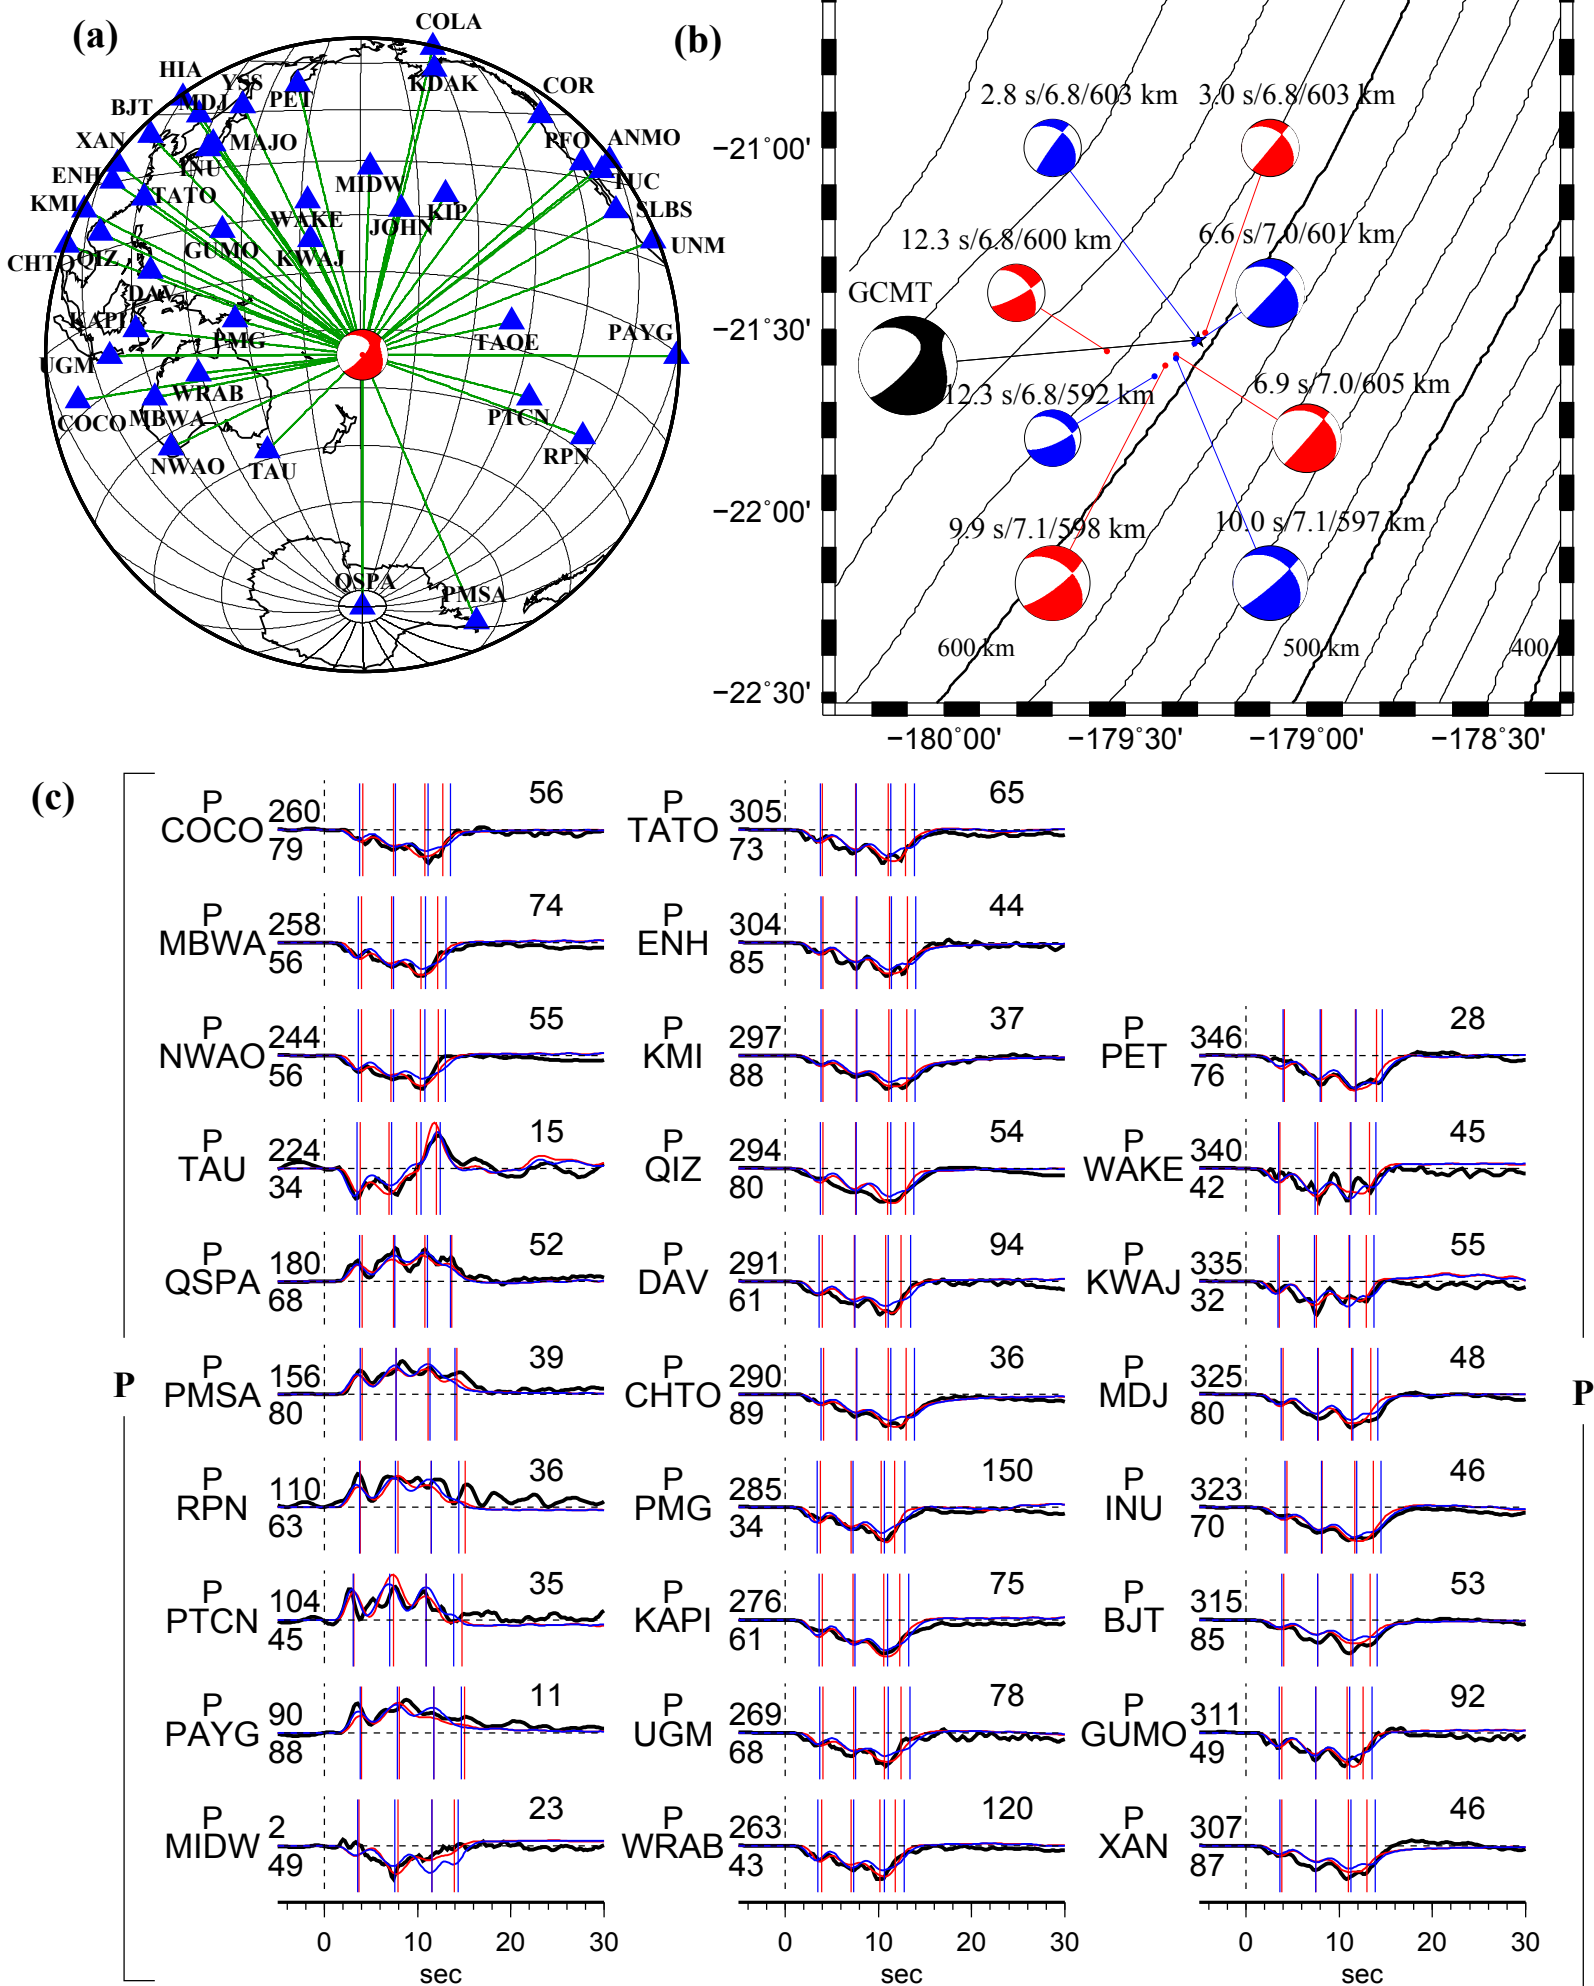 (a)
COLA
KDAK
HIA
YSS
PET
COR
BJT
MDJ
XAN
MAJO
PFO
ANMO
INU
TUC
ENH
TATO
MIDW
KMI
WAKE
JOHN
KIP
SLBS
GUMO
KWAJ
UNM
CHTO
QIZ
DAV
KAPI
PMG
TAOE
PAYG
UGM
WRAB
COCO
MBWA
PTCN
NWAO
TAU
RPN
QSPA
PMSA
(b)
2.8 s/6.8/603 km
3.0 s/6.8/603 km
−21°00'
12.3 s/6.8/600 km
6.6 s/7.0/601 km
GCMT
−21°30'
12.3 s/6.8/592 km
6.9 s/7.0/605 km
−22°00'
9.9 s/7.1/598 km
10.0 s/7.1/597 km
600 km
500 km
400
−22°30'
−180°00'
−179°30'
−179°00'
−178°30'
(c)
P
COCO
260
79
56
P
MBWA
258
56
74
P
NWAO
244
56
55
P
TAU
224
34
15
P
QSPA
180
68
52
P
PMSA
156
80
39
P
RPN
110
63
36
P
PTCN
104
45
35
P
PAYG
90
88
11
P
MIDW
2
49
23
0 10 20 30
sec
P
TATO
305
73
65
P
ENH
304
85
44
P
KMI
297
88
37
P
QIZ
294
80
54
P
DAV
291
61
94
P
CHTO
290
89
36
P
PMG
285
34
150
P
KAPI
276
61
75
P
UGM
269
68
78
P
WRAB
263
43
120
0 10 20 30
sec
P
PET
346
76
28
P
WAKE
340
42
45
P
KWAJ
335
32
55
P
MDJ
325
80
48
P
INU
323
70
46
P
BJT
315
85
53
P
GUMO
311
49
92
P
XAN
307
87
46
0 10 20 30
sec
P
P